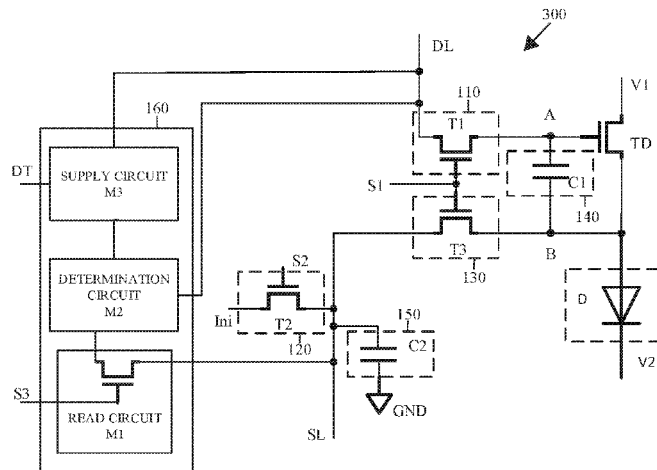 300
DL
V1
110
160
T1
A
TD
DT
SUPPLY CIRCUIT
M3
S1
C1
140
T3
B
S2
130
DETERMINATION
CIRCUIT
M2
150
D
Ini
T2
120
C2
V2
S3
GND
READ CIRCUIT
M1
SL